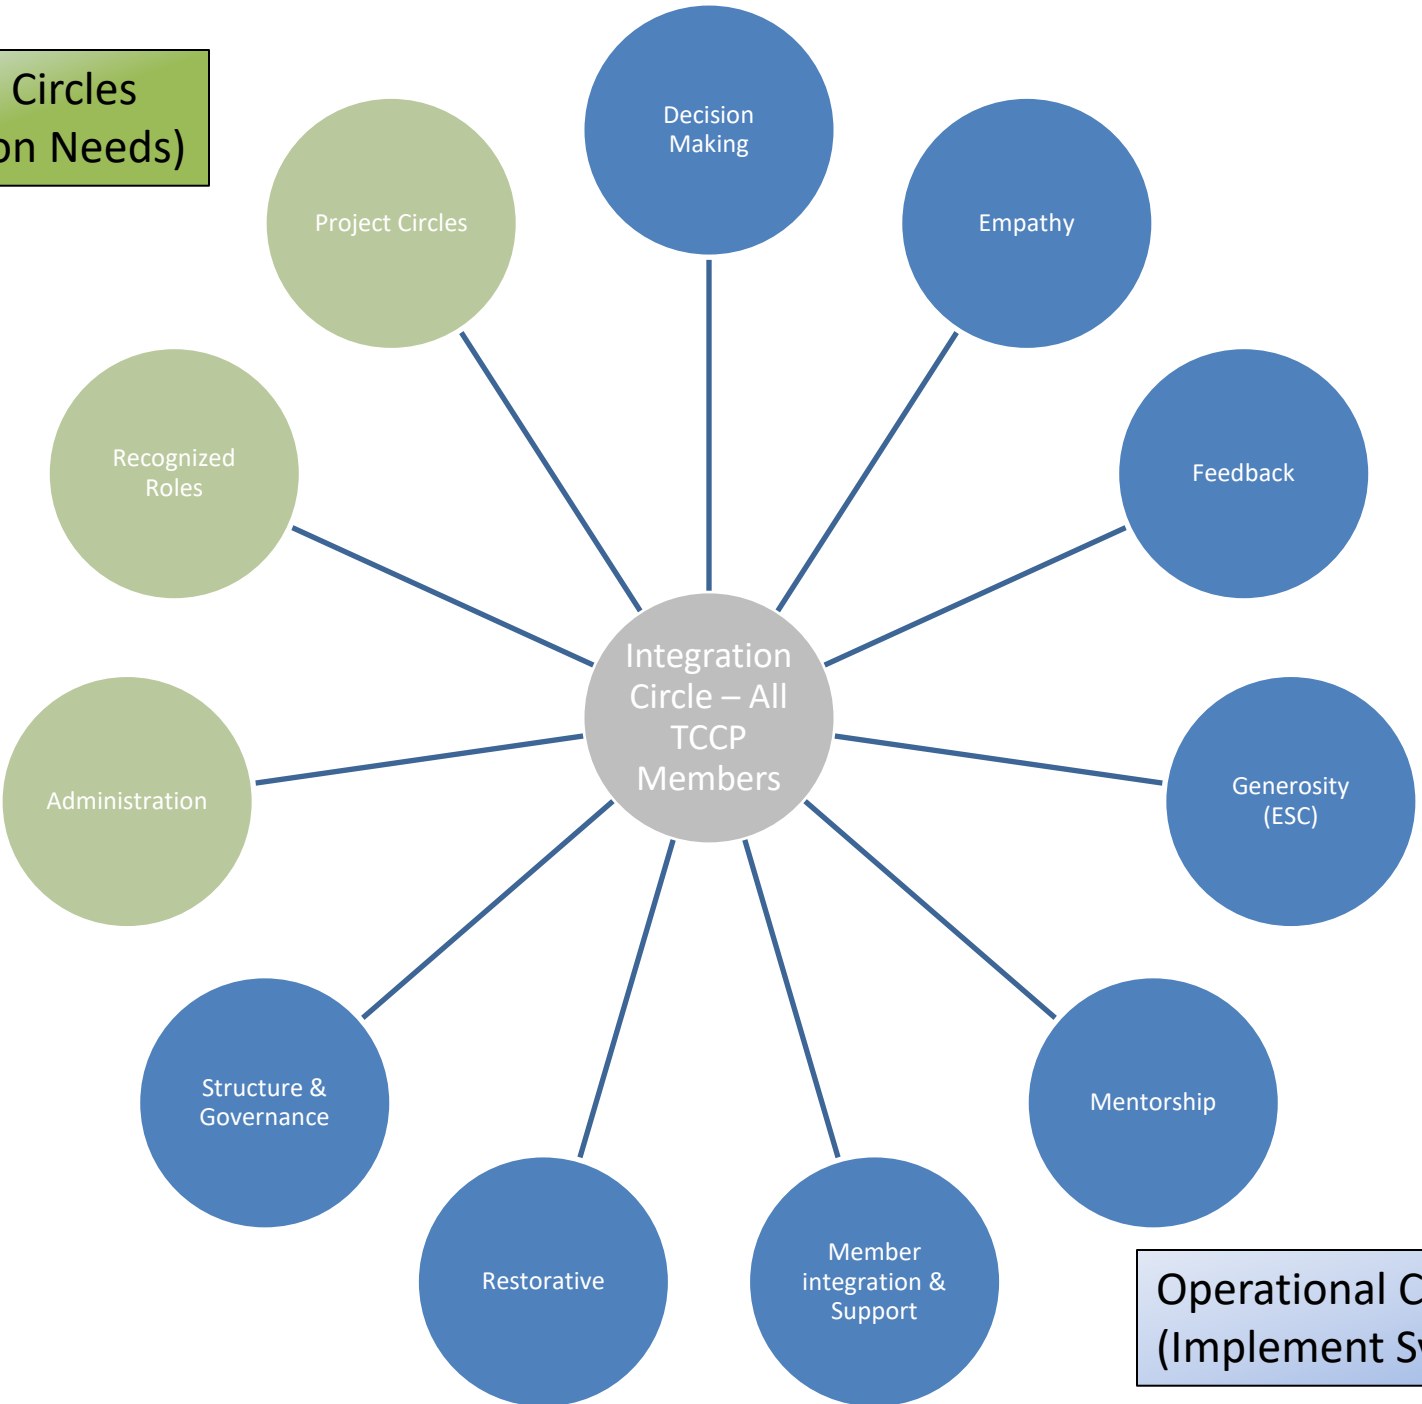 Circles
on Needs)
Decision
Making
Empathy
Feedback
Generosity
(ESC)
Mentorship
Member
integration &
Support
Restorative
Structure &
Governance
Administration
Recognized
Roles
Project Circles
Integration
Circle – All
TCCP
Members
Operational C
(Implement Sy